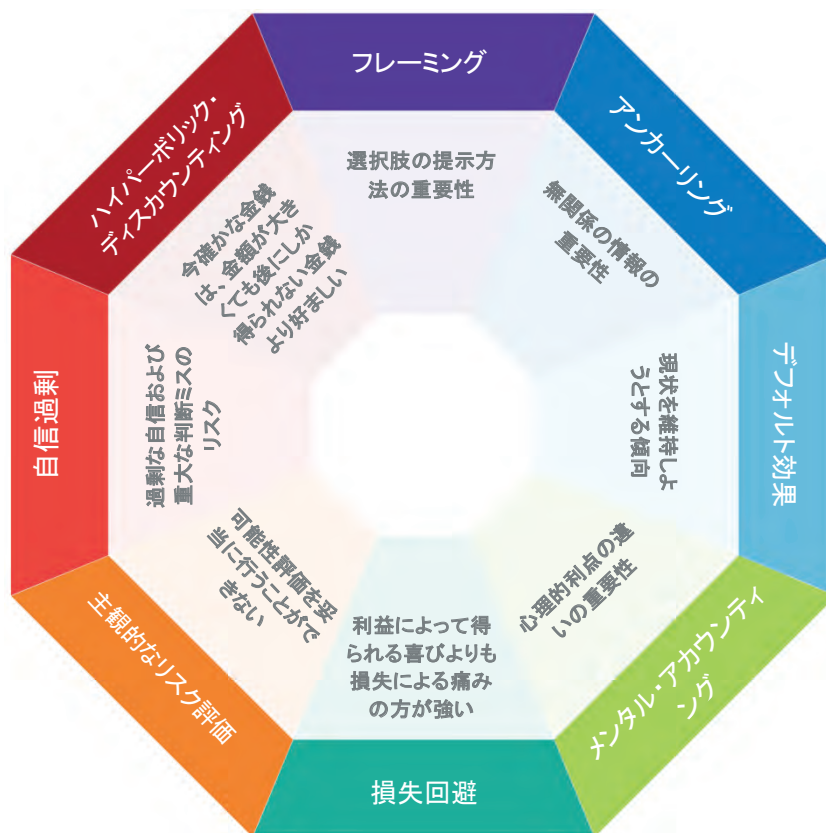 フレーミング
選択肢の提示方
法の重要性
アンカーリング
無関係の情報の
重要性
デフォルト効果
現状を維持しよ
うとする傾向
メンタル・アカウンティ
ング
心理的利点の違
いの重要性
損失回避
利益によって得
られる喜びよりも
損失による痛み
の方が強い
主観的なリスク評価
可能性評価を妥
当に行うことがで
きない
自信過剰
過剰な自信および
重大な判断ミスの
リスク
ハイパーボリック・
ディスカウンティング
今確かな金銭
は、金額が大き
くても後にしか
得られない金銭
より好ましい